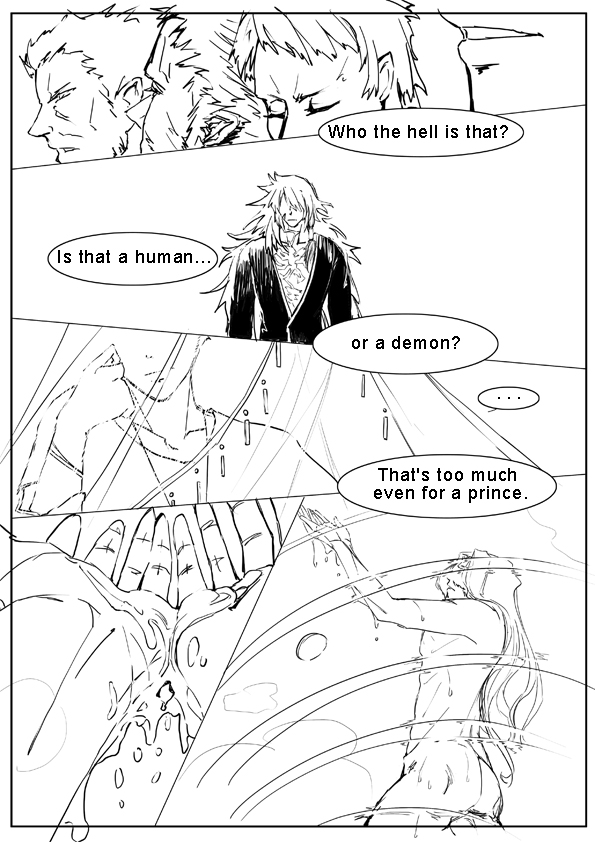 Who the hell is that?
Is that a human...
or a demon?
. . .
That's too much
even for a prince.